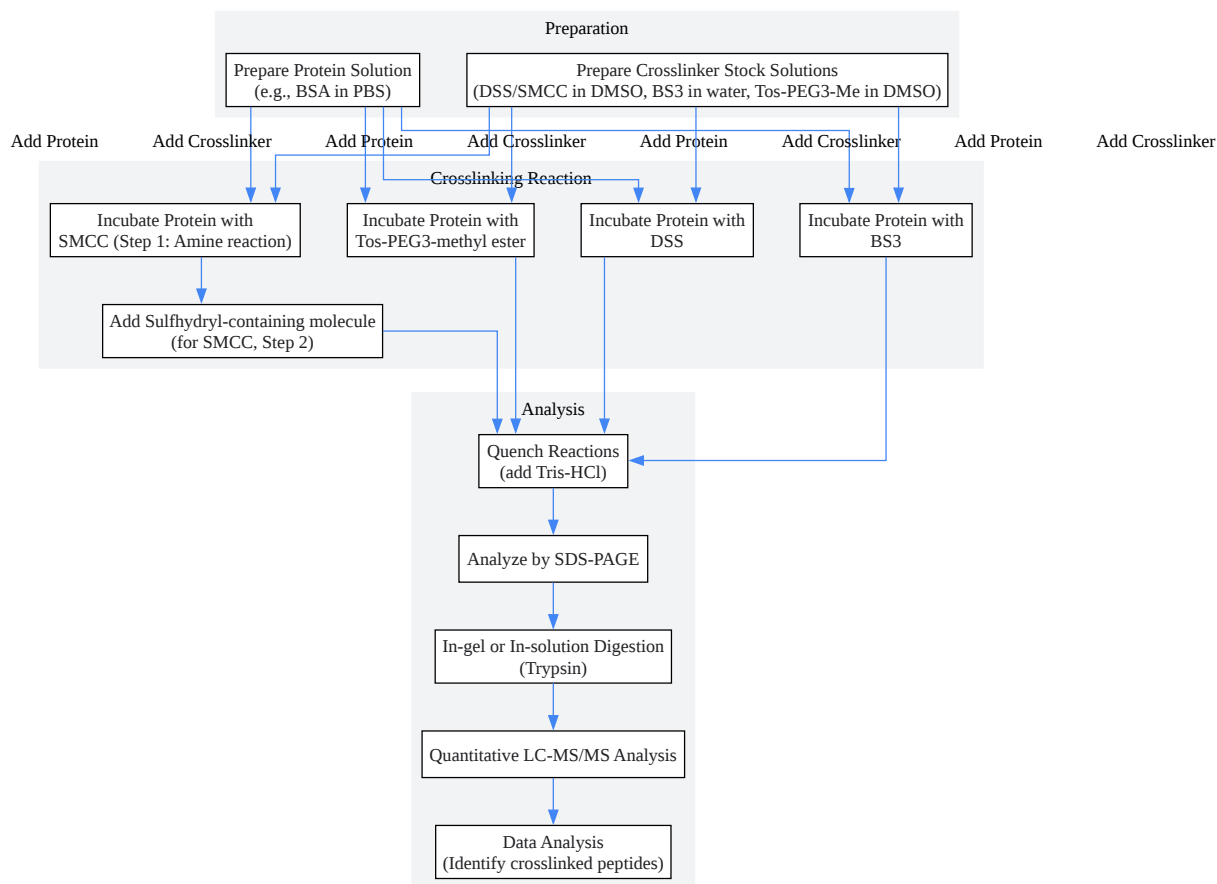 Preparation
Prepare Protein Solution
(e.g., BSA in PBS)
Prepare Crosslinker Stock Solutions
(DSS/SMCC in DMSO, BS3 in water, Tos-PEG3-Me in DMSO)
Add Protein
Add Crosslinker
Add Protein
Add Crosslinker
Add Protein
Add Crosslinker
Add Protein
Add Crosslinker
Crosslinking Reaction
Incubate Protein with
SMCC (Step 1: Amine reaction)
Incubate Protein with
Tos-PEG3-methyl ester
Incubate Protein with
DSS
Incubate Protein with
BS3
Add Sulfhydryl-containing molecule
(for SMCC, Step 2)
Analysis
Quench Reactions
(add Tris-HCl)
Analyze by SDS-PAGE
In-gel or In-solution Digestion
(Trypsin)
Quantitative LC-MS/MS Analysis
Data Analysis
(Identify crosslinked peptides)